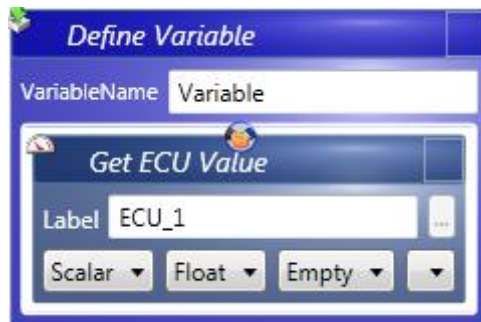 Define Variable
VariableName Variable
Get ECU Value
Label ECU_1 ...
Scalar Float Empty